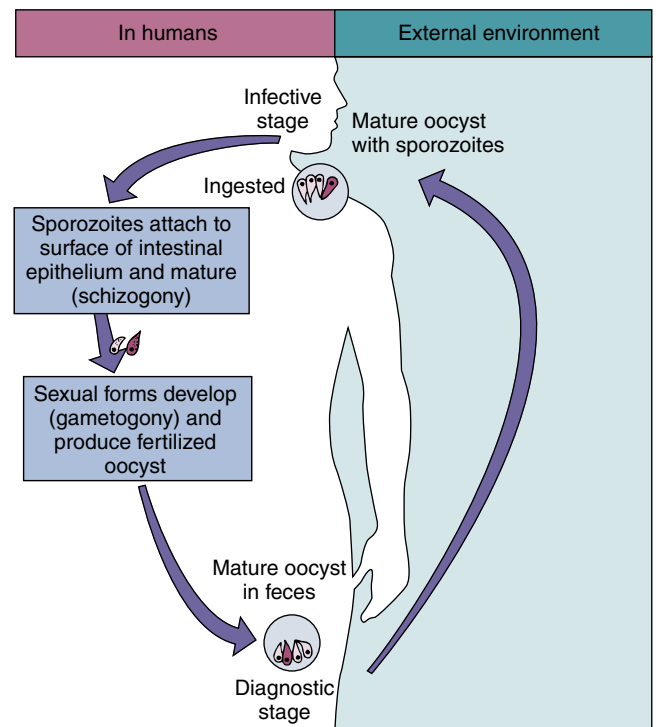 In humans
External environment
Infective
stage
Mature oocyst
with sporozoites
Ingested
Sporozoites attach to
surface of intestinal
epithelium and mature
(schizogony)
Sexual forms develop
(gametogony) and
produce fertilized
oocyst
Mature oocyst
in feces
Diagnostic
stage